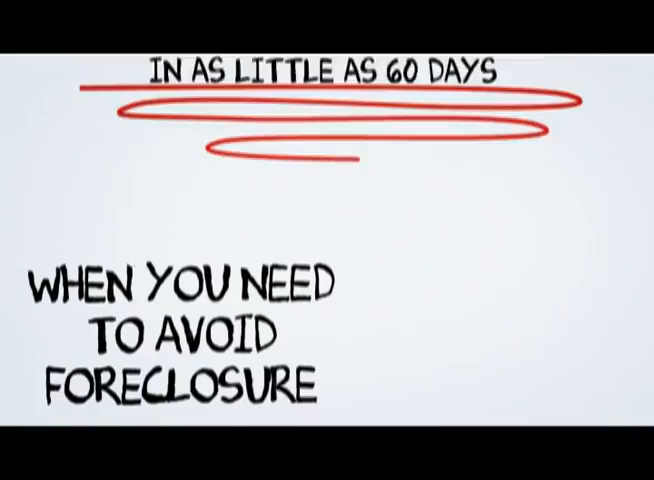 IN AS LITTLE AS 60 DAYS
WHEN YOU NEED
TO AVOID
FORECLOSURE